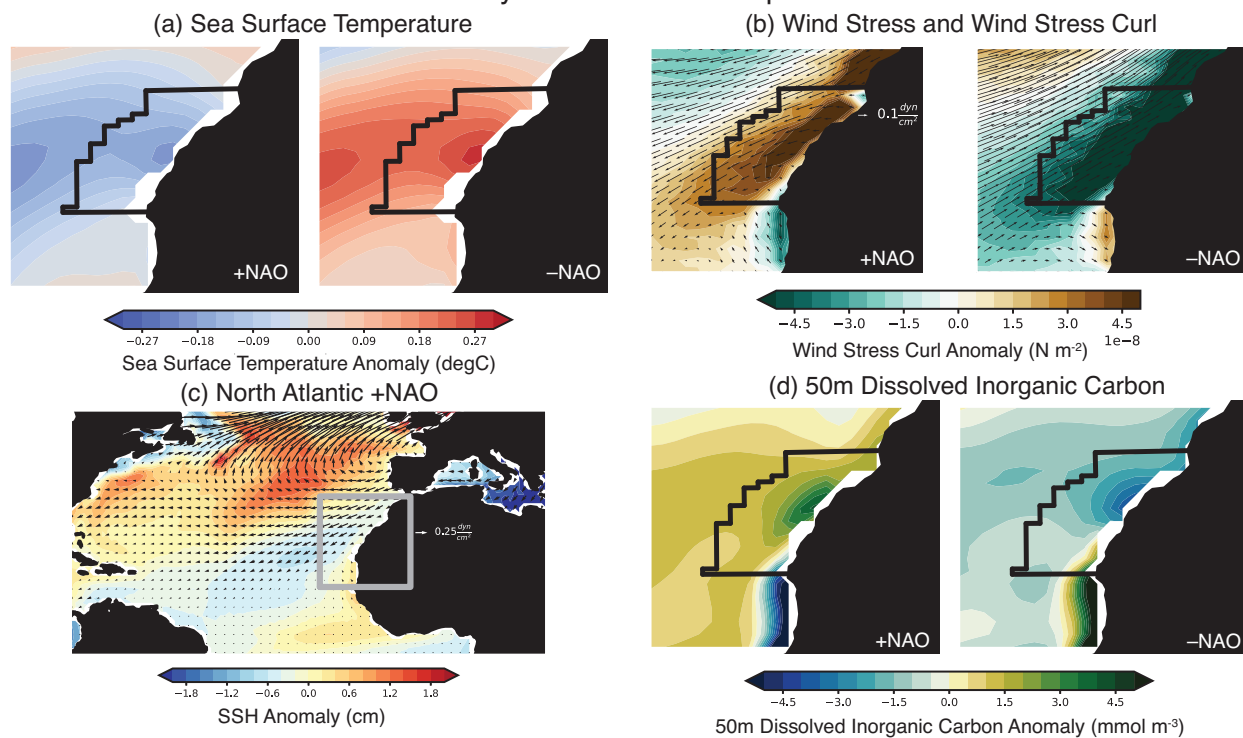 (a) Sea Surface Temperature
+NAO
−NAO
−0.27 −0.18 −0.09 0.00 0.09 0.18 0.27
Sea Surface Temperature Anomaly (degC)
(b) Wind Stress and Wind Stress Curl
0.1 dyn/cm²
+NAO
−NAO
−4.5 −3.0 −1.5 0.0 1.5 3.0 4.5
1e−8
Wind Stress Curl Anomaly (N m⁻²)
(c) North Atlantic +NAO
0.25 dyn/cm²
−1.8 −1.2 −0.6 0.0 0.6 1.2 1.8
SSH Anomaly (cm)
(d) 50m Dissolved Inorganic Carbon
+NAO
−NAO
−4.5 −3.0 −1.5 0.0 1.5 3.0 4.5
50m Dissolved Inorganic Carbon Anomaly (mmol m⁻³)